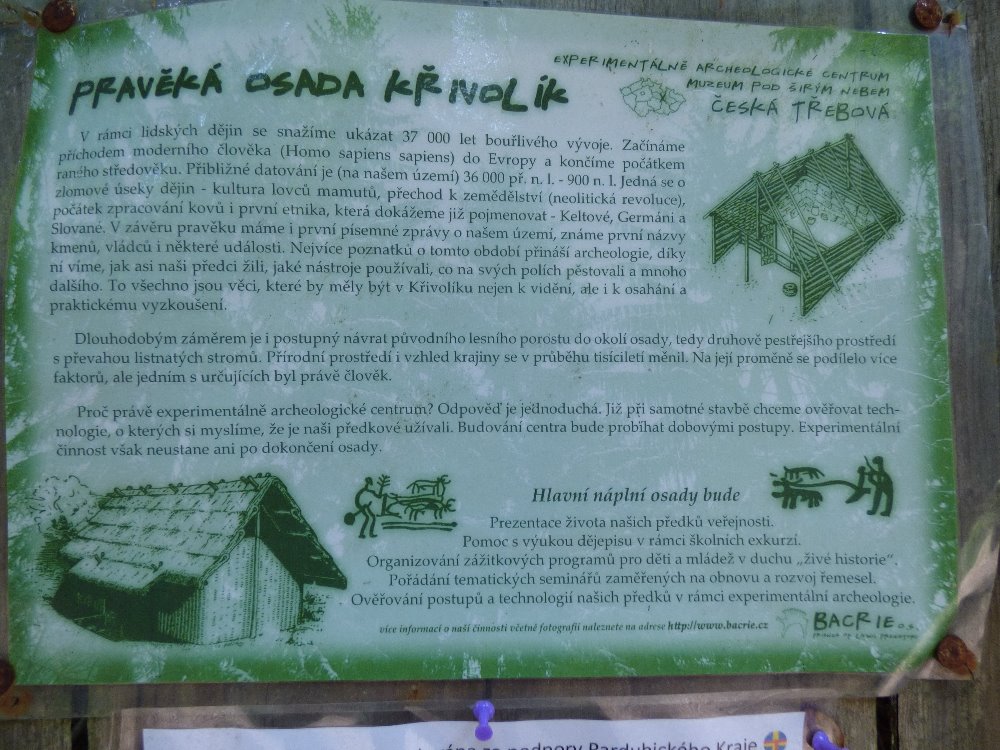 PRAVĚKÁ OSADA KŘIVOLÍK
EXPERIMENTÁLNĚ ARCHEOLOGICKÉ CENTRUM
MUZEUM POD ŠIRÝM NEBEM
ČESKÁ TŘEBOVÁ
V rámci lidských dějin se snažíme ukázat 37 000 let bouřlivého vývoje. Začínáme
příchodem moderního člověka (Homo sapiens sapiens) do Evropy a končíme počátkem
raného středověku. Přibližné datování je (na našem území) 36 000 př. n. l. - 900 n. l. Jedná se o
zlomové úseky dějin - kultura lovců mamutů, přechod k zemědělství (neolitická revoluce),
počátek zpracování kovů i první etnika, která dokážeme již pojmenovat - Keltové, Germáni a
Slované. V závěru pravěku máme i první písemné zprávy o našem území, známe první názvy
kmenů, vládců i některé události. Nejvíce poznatků o tomto období přináší archeologie, díky
ní víme, jak asi naši předci žili, jaké nástroje používali, co na svých polích pěstovali a mnoho
dalšího. To všechno jsou věci, které by měly být v Křivolíku nejen k vidění, ale i k osahání a
praktickému vyzkoušení.
Dlouhodobým záměrem je i postupný návrat původního lesního porostu do okolí osady, tedy druhově pestřejšího prostředí
s převahou listnatých stromů. Přírodní prostředí i vzhled krajiny se v průběhu tisíciletí měnil. Na její proměně se podílelo více
faktorů, ale jedním s určujících byl právě člověk.
Proč právě experimentálně archeologické centrum? Odpověď je jednoduchá. Již při samotné stavbě chceme ověřovat tech-
nologie, o kterých si myslíme, že je naši předkové užívali. Budování centra bude probíhat dobovými postupy. Experimentální
činnost však neustane ani po dokončení osady.
Hlavní náplní osady bude
Prezentace života našich předků veřejnosti.
Pomoc s výukou dějepisu v rámci školních exkurzí.
Organizování zážitkových programů pro děti a mládež v duchu „živé historie“.
Pořádání tematických seminářů zaměřených na obnovu a rozvoj řemesel.
Ověřování postupů a technologií našich předků v rámci experimentální archeologie.
více informací o naší činnosti včetně fotografií naleznete na adrese http://www.bacrie.cz
BACRIE o.s.
za podpory Pardubického Kraje